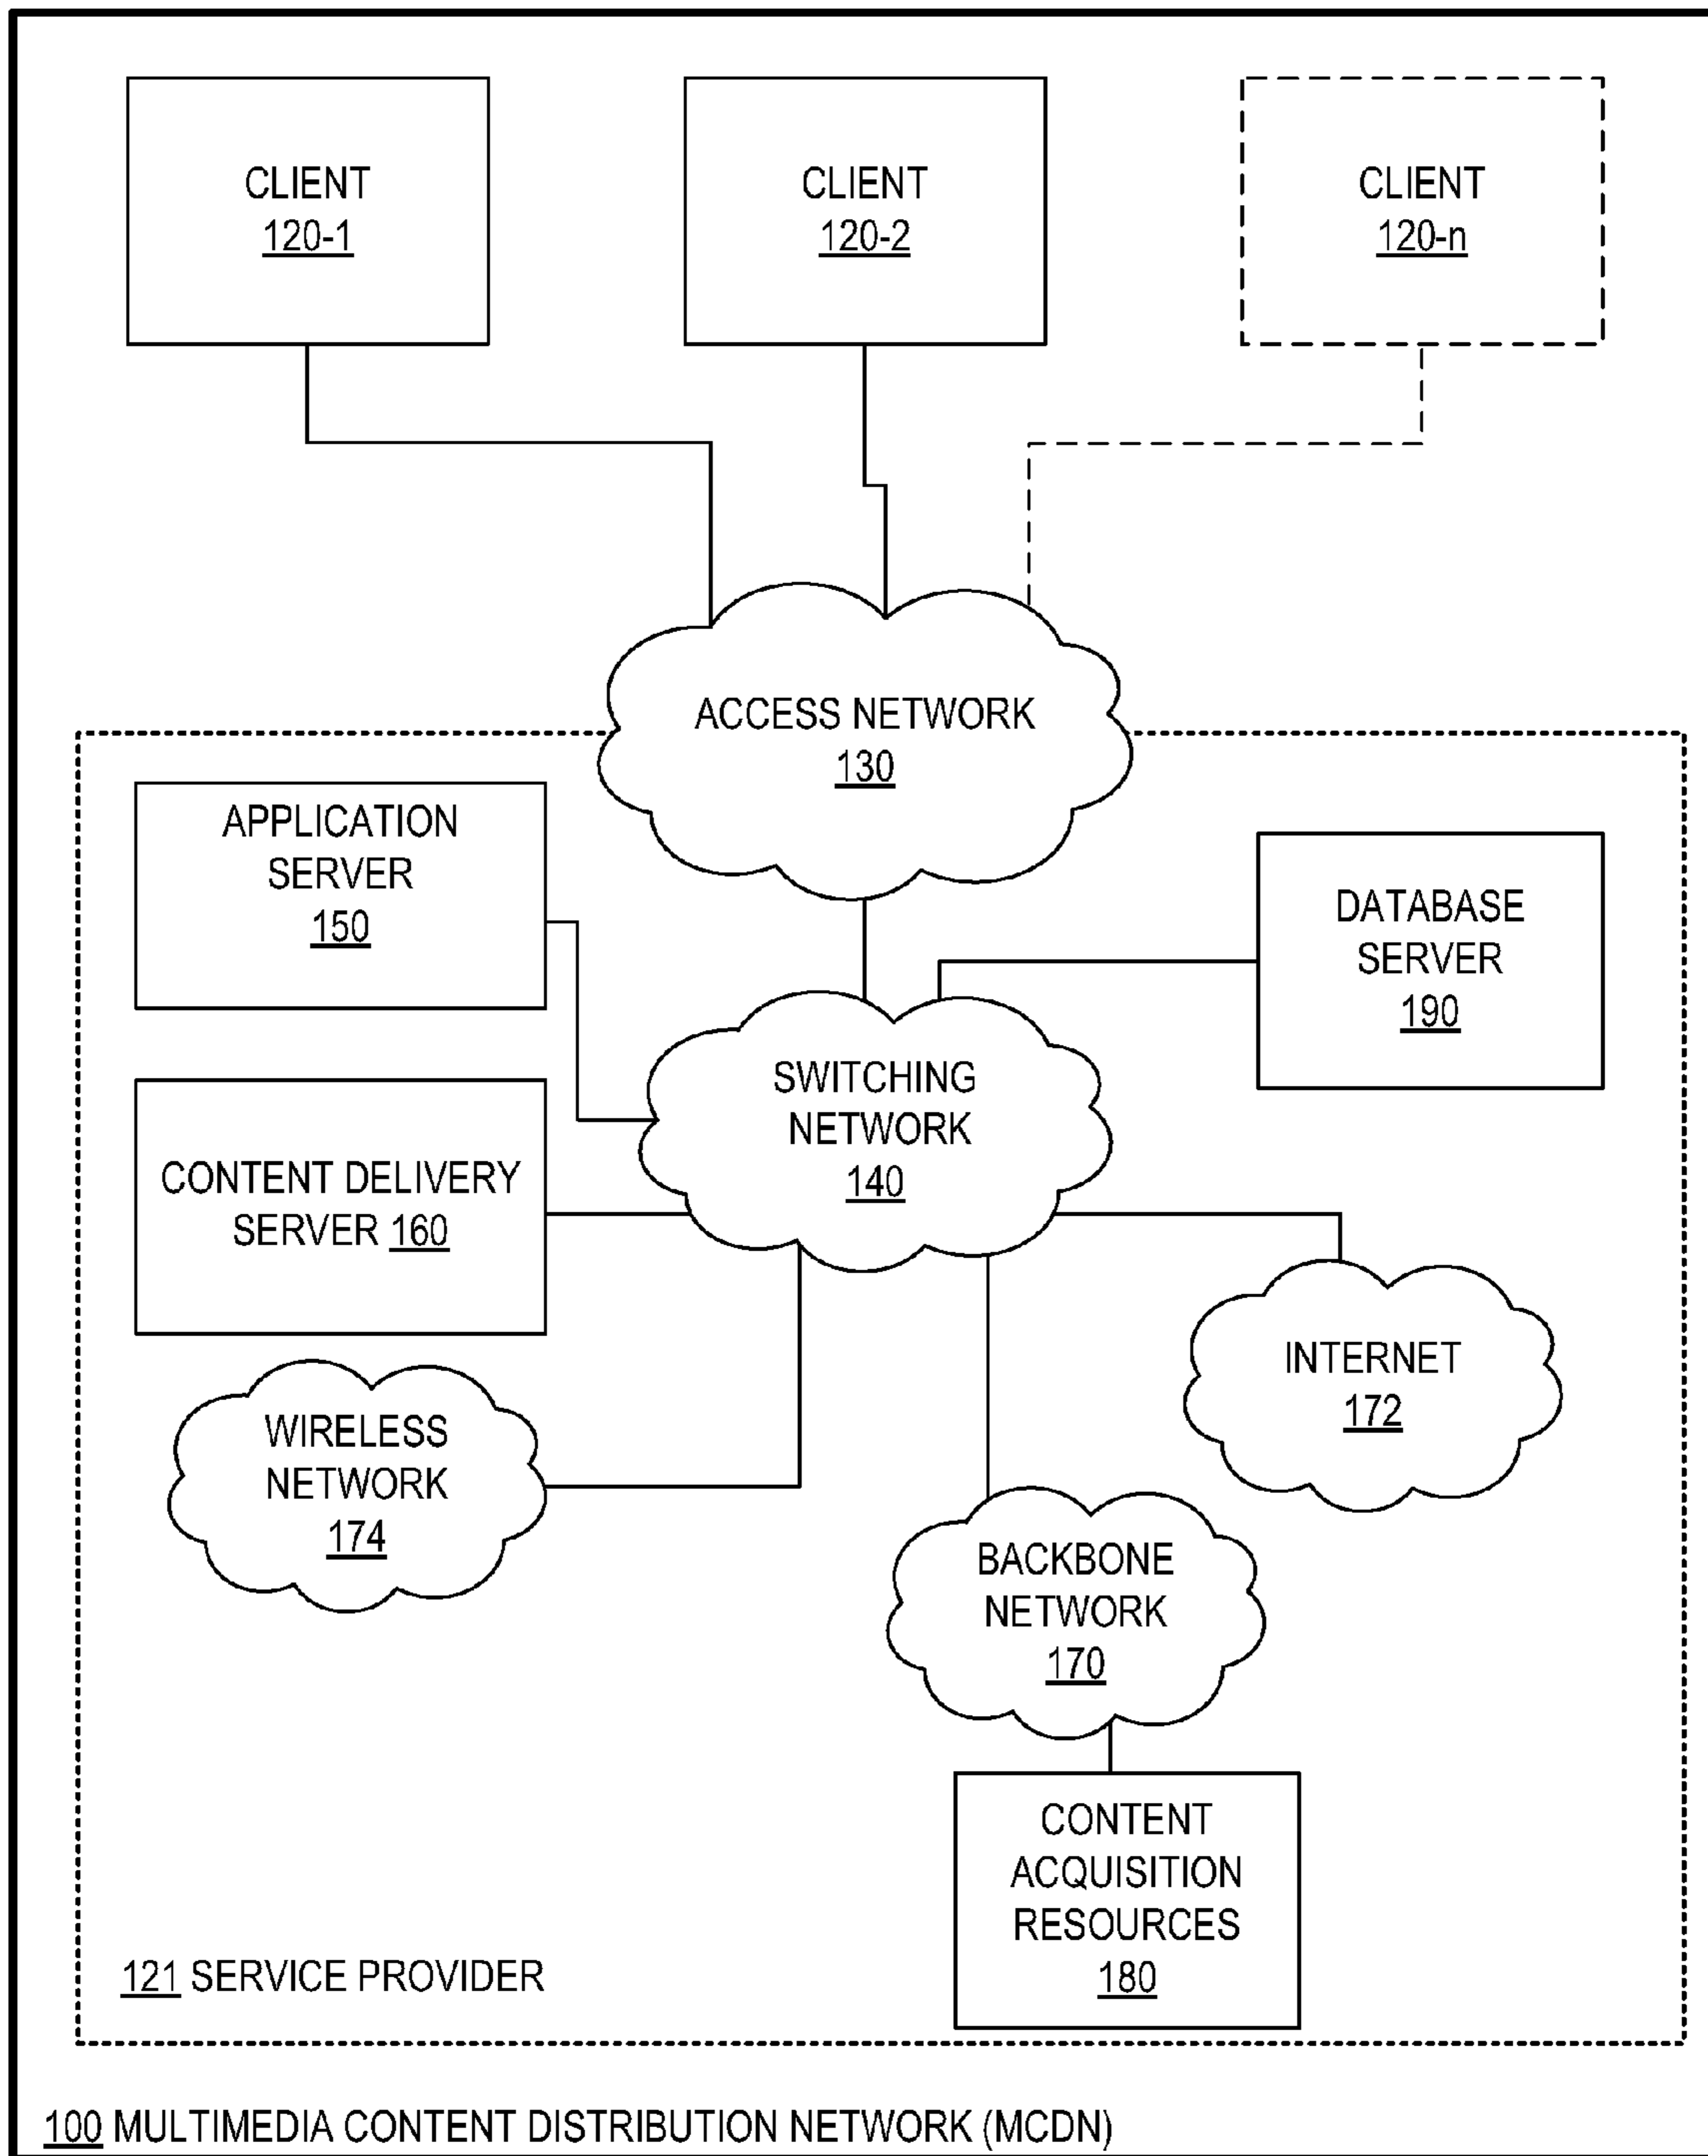 CLIENT
120-1
CLIENT
120-2
CLIENT
120-n
ACCESS NETWORK
130
APPLICATION
SERVER
150
DATABASE
SERVER
190
SWITCHING
NETWORK
140
CONTENT DELIVERY
SERVER 160
INTERNET
172
WIRELESS
NETWORK
174
BACKBONE
NETWORK
170
CONTENT
ACQUISITION
RESOURCES
180
121 SERVICE PROVIDER
100 MULTIMEDIA CONTENT DISTRIBUTION NETWORK (MCDN)